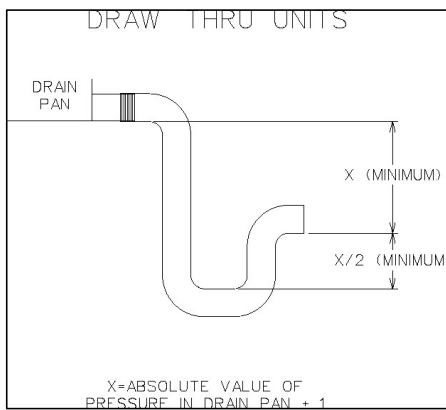 DRAW THRU UNITS
DRAIN
PAN
X (MINIMUM)
X/2 (MINIMUM
X=ABSOLUTE VALUE OF
PRESSURE IN DRAIN PAN + 1